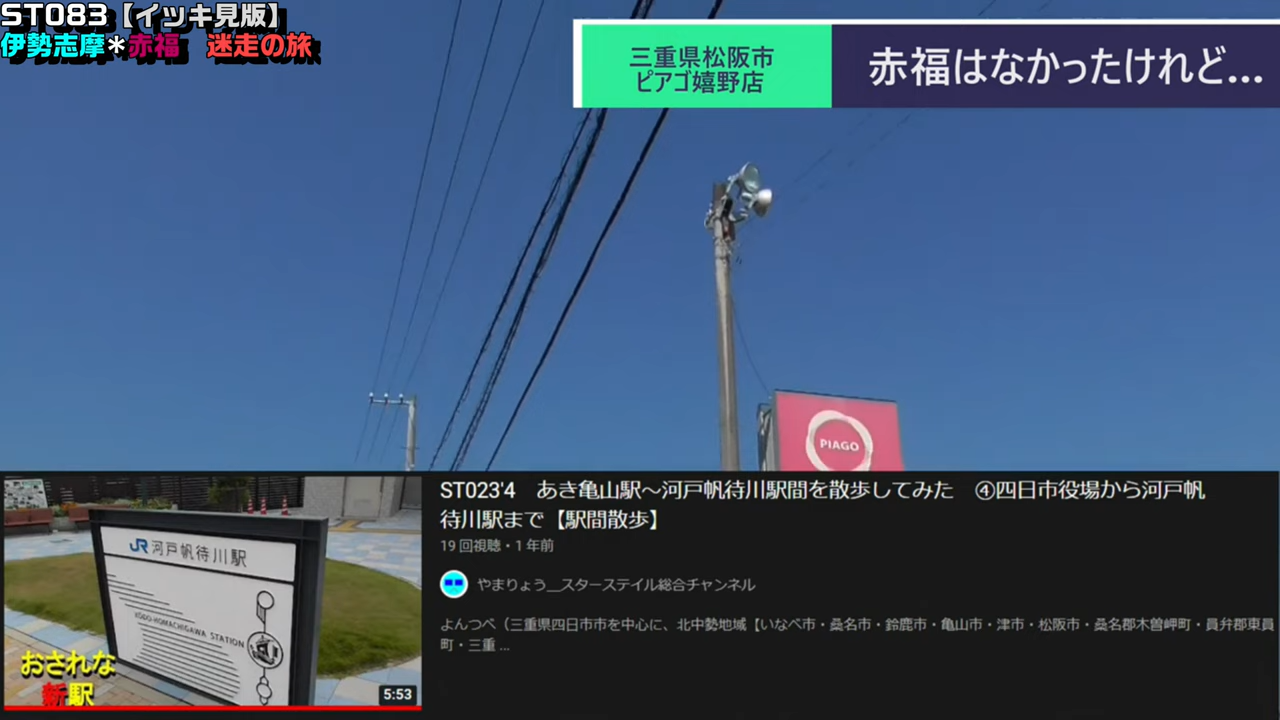 ST083【イッキ見版】
伊勢志摩＊赤福　迷走の旅
三重県松阪市
ピアゴ嬉野店
赤福はなかったけれど…
PIAGO
ST023'4　あき亀山駅～河戸帆待川駅間を散歩してみた　④四日市役場から河戸帆
待川駅まで【駅間散歩】
19 回視聴・1 年前
やまりょう__スターステイル総合チャンネル
よんつべ（三重県四日市市を中心に、北中勢地域【いなべ市・桑名市・鈴鹿市・亀山市・津市・松阪市・桑名郡木曽岬町・員弁郡東員
町・三重 ...
JR河戸帆待川駅
KŌDO-HOMACHIGAWA STATION
おされな
新駅
5:53